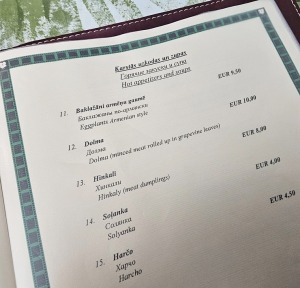 Karstās uzkodas un zupas
Горячие закуски и супы
Hot appetizers and soups
11. Baklažāni armēņu gaumē EUR 9,50
Баклажаны по-армянски
Eggplants Armenian style
12. Dolma EUR 10,00
Долма
Dolma (minced meat rolled up in grapevine leaves)
13. Hinkali EUR 8,00
Хинкали
Hinkaly (meat dumplings)
14. Soļanka EUR 4,00
Солянка
Solyanka
15. Harčo EUR 4,50
Харчо
Harcho